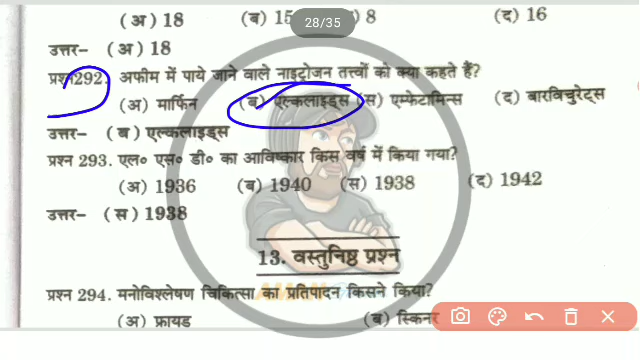 (अ) 18 (ब) 15 8 (द) 16
28/35
उत्तर- (अ) 18
प्रश्न 292. अफीम में पाये जाने वाले नाइट्रोजन तत्त्वों को क्या कहते हैं?
(अ) मार्फिन (ब) एल्कलाइड्स (स) एम्फेटामिन्स (द) बारविचुरेट्स
उत्तर- (ब) एल्कलाइड्स
प्रश्न 293. एल० एस० डी० का आविष्कार किस वर्ष में किया गया?
(अ) 1936 (ब) 1940 (स) 1938 (द) 1942
उत्तर- (स) 1938
13. वस्तुनिष्ठ प्रश्न
प्रश्न 294. मनोविश्लेषण चिकित्सा का प्रतिपादन किसने किया?
(अ) फ्रायड (ब) स्किनर